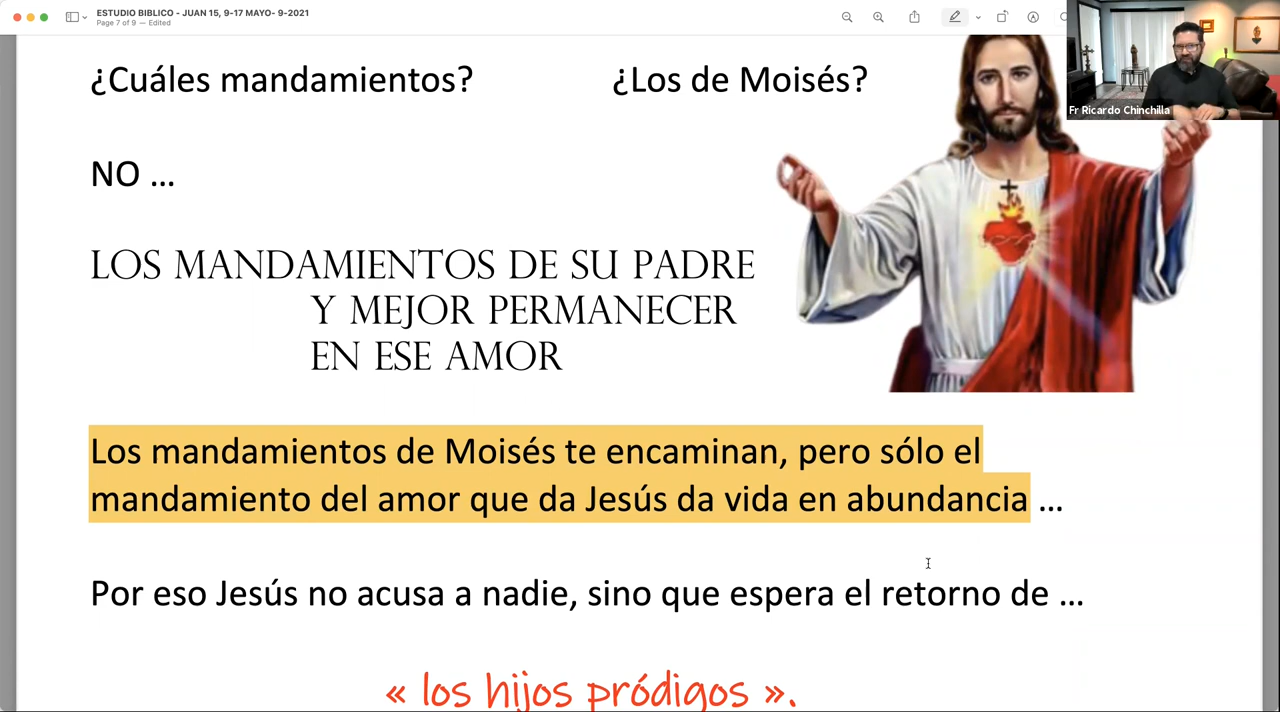 ESTUDIO BIBLICO - JUAN 15, 9-17 MAYO- 9-2021
Page 7 of 9 — Edited
Fr Ricardo Chinchilla
¿Cuáles mandamientos? ¿Los de Moisés?
NO ...
LOS MANDAMIENTOS DE SU PADRE
Y MEJOR PERMANECER
EN ESE AMOR
Los mandamientos de Moisés te encaminan, pero sólo el
mandamiento del amor que da Jesús da vida en abundancia ...
Por eso Jesús no acusa a nadie, sino que espera el retorno de ...
« los hijos pródigos ».